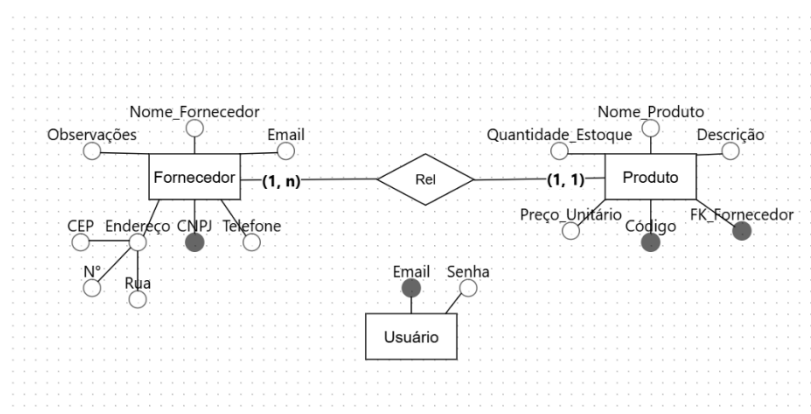 Nome_Fornecedor
Observações
Email
Fornecedor
(1, n)
Rel
(1, 1)
Nome_Produto
Quantidade_Estoque
Descrição
Produto
CEP
Endereço
CNPJ
Telefone
N°
Rua
Preço_Unitário
Código
FK_Fornecedor
Email
Senha
Usuário